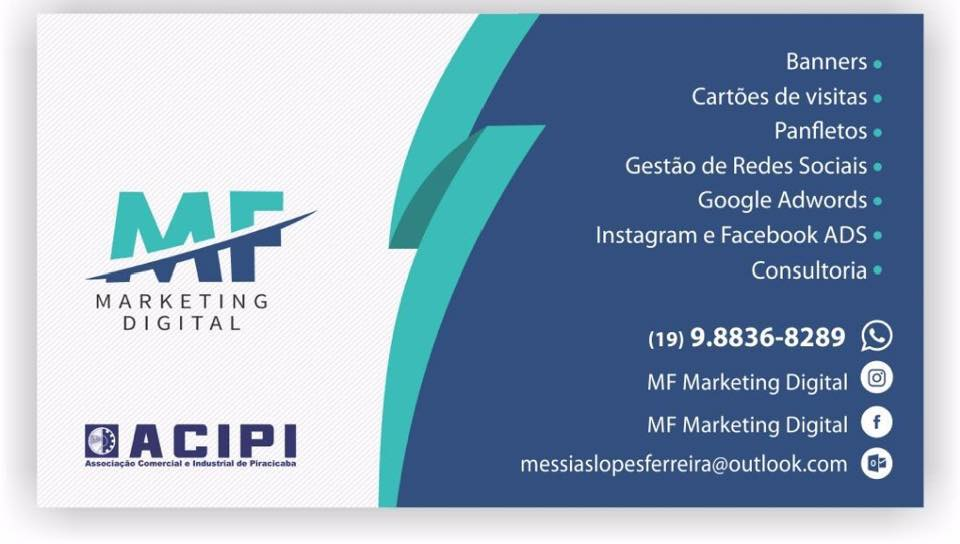 MF
MARKETING
DIGITAL
ACIPI
Associação Comercial e Industrial de Piracicaba
Banners
Cartões de visitas
Panfletos
Gestão de Redes Sociais
Google Adwords
Instagram e Facebook ADS
Consultoria
(19) 9.8836-8289
MF Marketing Digital
MF Marketing Digital
messiaslopesferreira@outlook.com